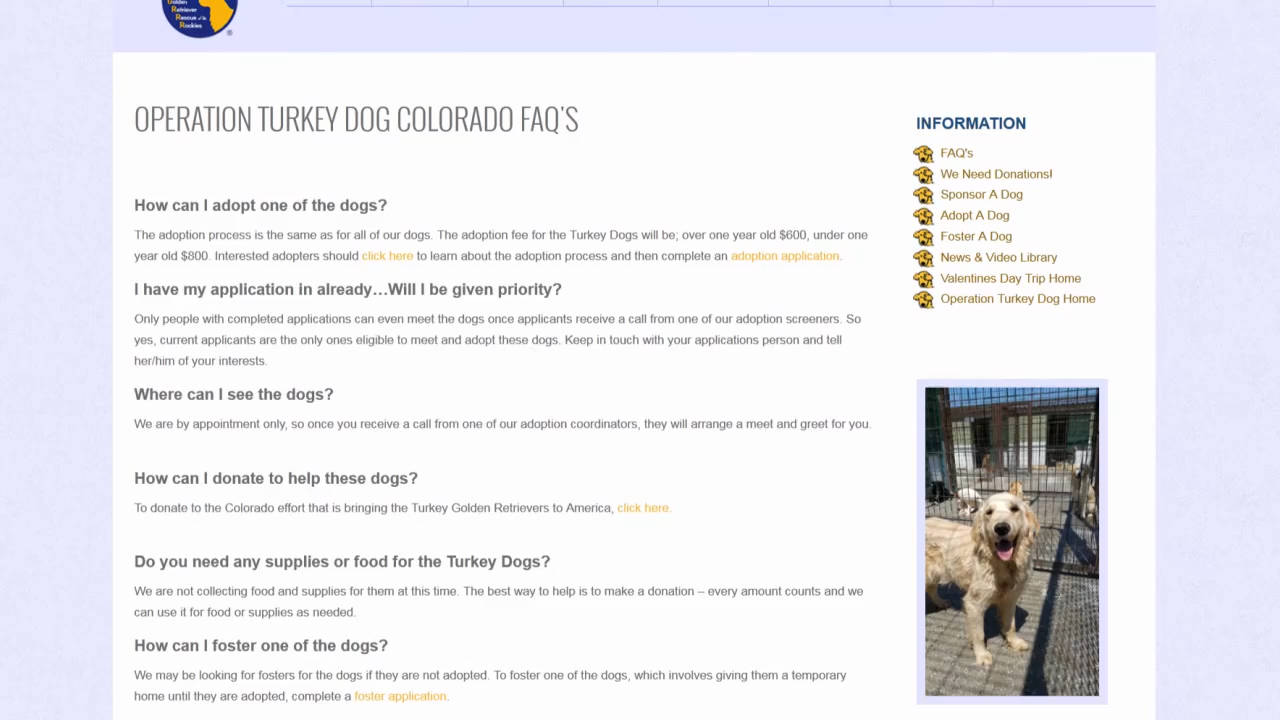 Golden
Retriever
Rescue of the
Rockies
®
OPERATION TURKEY DOG COLORADO FAQ'S
How can I adopt one of the dogs?
The adoption process is the same as for all of our dogs. The adoption fee for the Turkey Dogs will be; over one year old $600, under one
year old $800. Interested adopters should click here to learn about the adoption process and then complete an adoption application.
I have my application in already…Will I be given priority?
Only people with completed applications can even meet the dogs once applicants receive a call from one of our adoption screeners. So
yes, current applicants are the only ones eligible to meet and adopt these dogs. Keep in touch with your applications person and tell
her/him of your interests.
Where can I see the dogs?
We are by appointment only, so once you receive a call from one of our adoption coordinators, they will arrange a meet and greet for you.
How can I donate to help these dogs?
To donate to the Colorado effort that is bringing the Turkey Golden Retrievers to America, click here.
Do you need any supplies or food for the Turkey Dogs?
We are not collecting food and supplies for them at this time. The best way to help is to make a donation – every amount counts and we
can use it for food or supplies as needed.
How can I foster one of the dogs?
We may be looking for fosters for the dogs if they are not adopted. To foster one of the dogs, which involves giving them a temporary
home until they are adopted, complete a foster application.
INFORMATION
FAQ's
We Need Donations!
Sponsor A Dog
Adopt A Dog
Foster A Dog
News & Video Library
Valentines Day Trip Home
Operation Turkey Dog Home